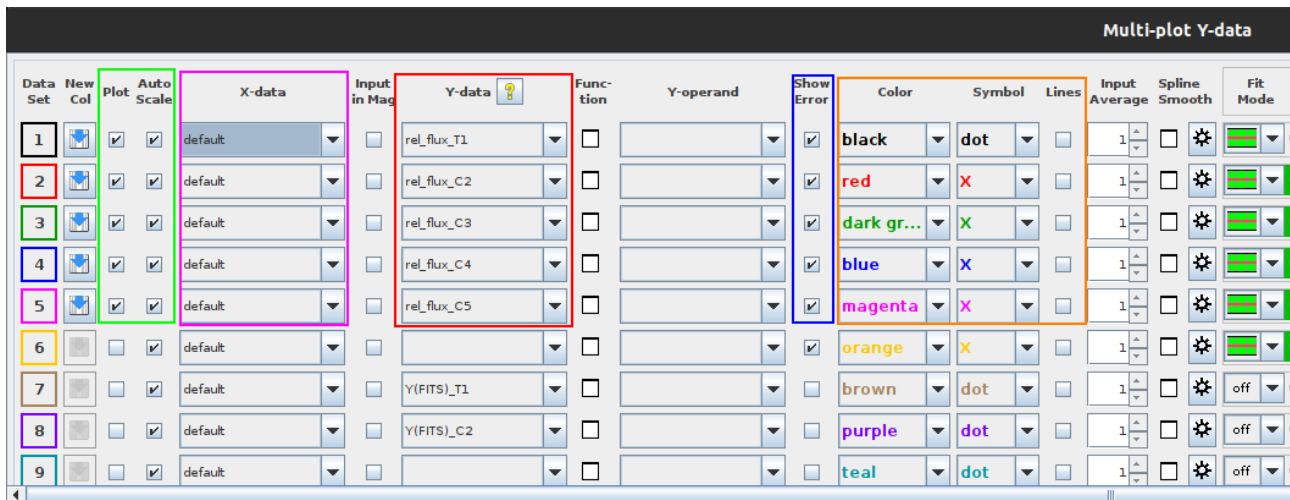 Multi-plot Y-data
Data Set New Col Plot Auto Scale X-data Input in Mag Y-data ? Func- tion Y-operand Show Error Color Symbol Lines Input Average Spline Smooth Fit Mode
1 default rel_flux_T1 black dot 1
2 default rel_flux_C2 red X 1
3 default rel_flux_C3 dark gr... X 1
4 default rel_flux_C4 blue X 1
5 default rel_flux_C5 magenta X 1
6 default orange X 1
7 default Y(FITS)_T1 brown dot 1 off
8 default Y(FITS)_C2 purple dot 1 off
9 default teal dot 1 off